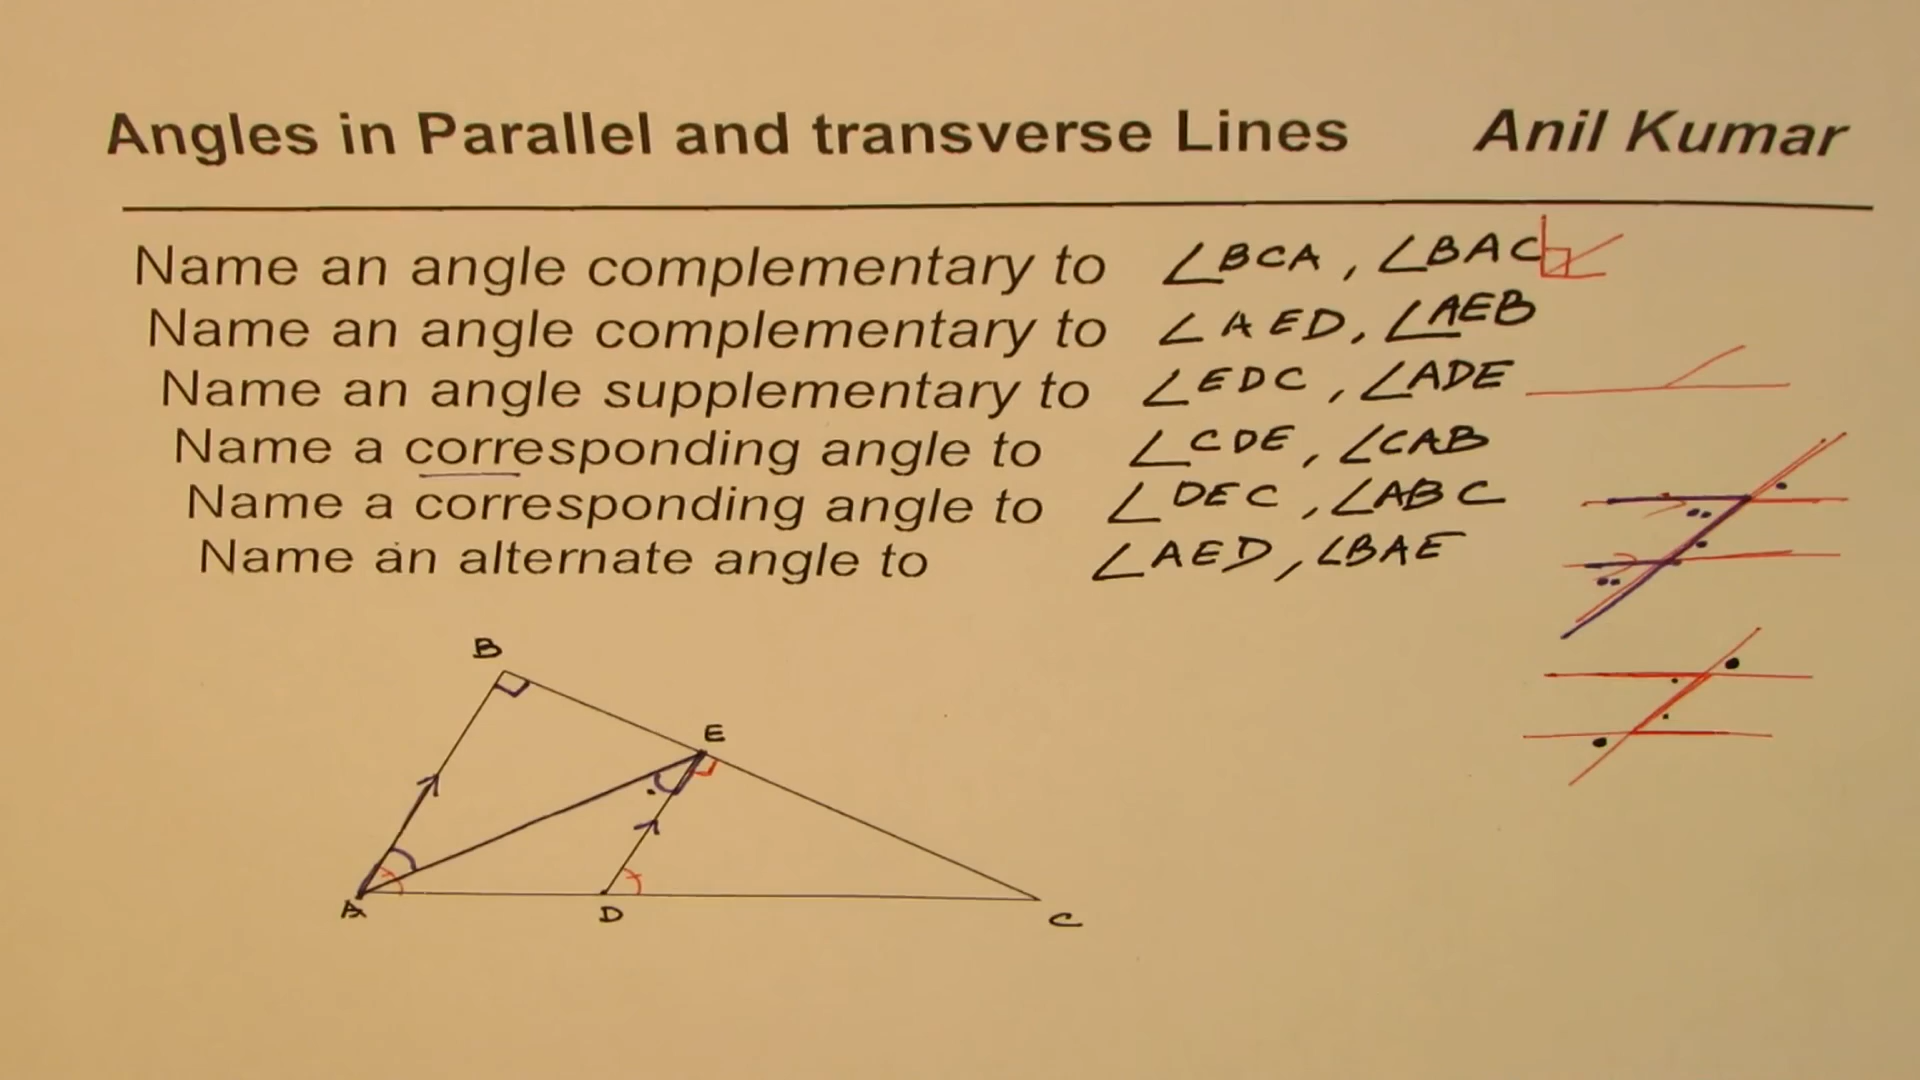 Angles in Parallel and transverse Lines Anil Kumar
Name an angle complementary to ∠BCA, ∠BAC
Name an angle complementary to ∠AED, ∠AEB
Name an angle supplementary to ∠EDC, ∠ADE
Name a corresponding angle to ∠CDE, ∠CAB
Name a corresponding angle to ∠DEC, ∠ABC
Name an alternate angle to ∠AED, ∠BAE
B
E
A
D
C